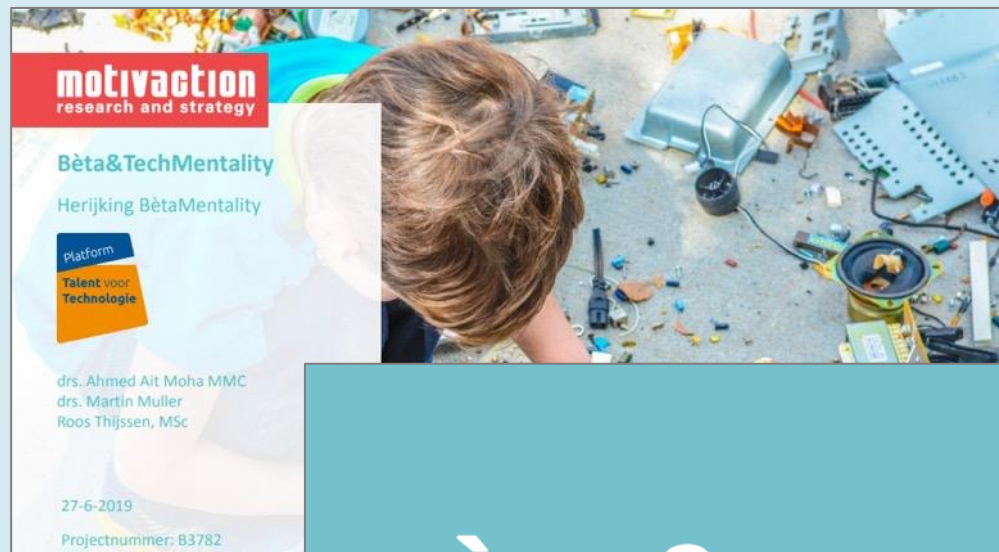 motivaction
research and strategy
Bèta&TechMentality
Herijking BètaMentality
Platform
Talent voor
Technologie
drs. Ahmed Ait Moha MMC
drs. Martin Muller
Roos Thijssen, MSc
27-6-2019
Projectnummer: B3782